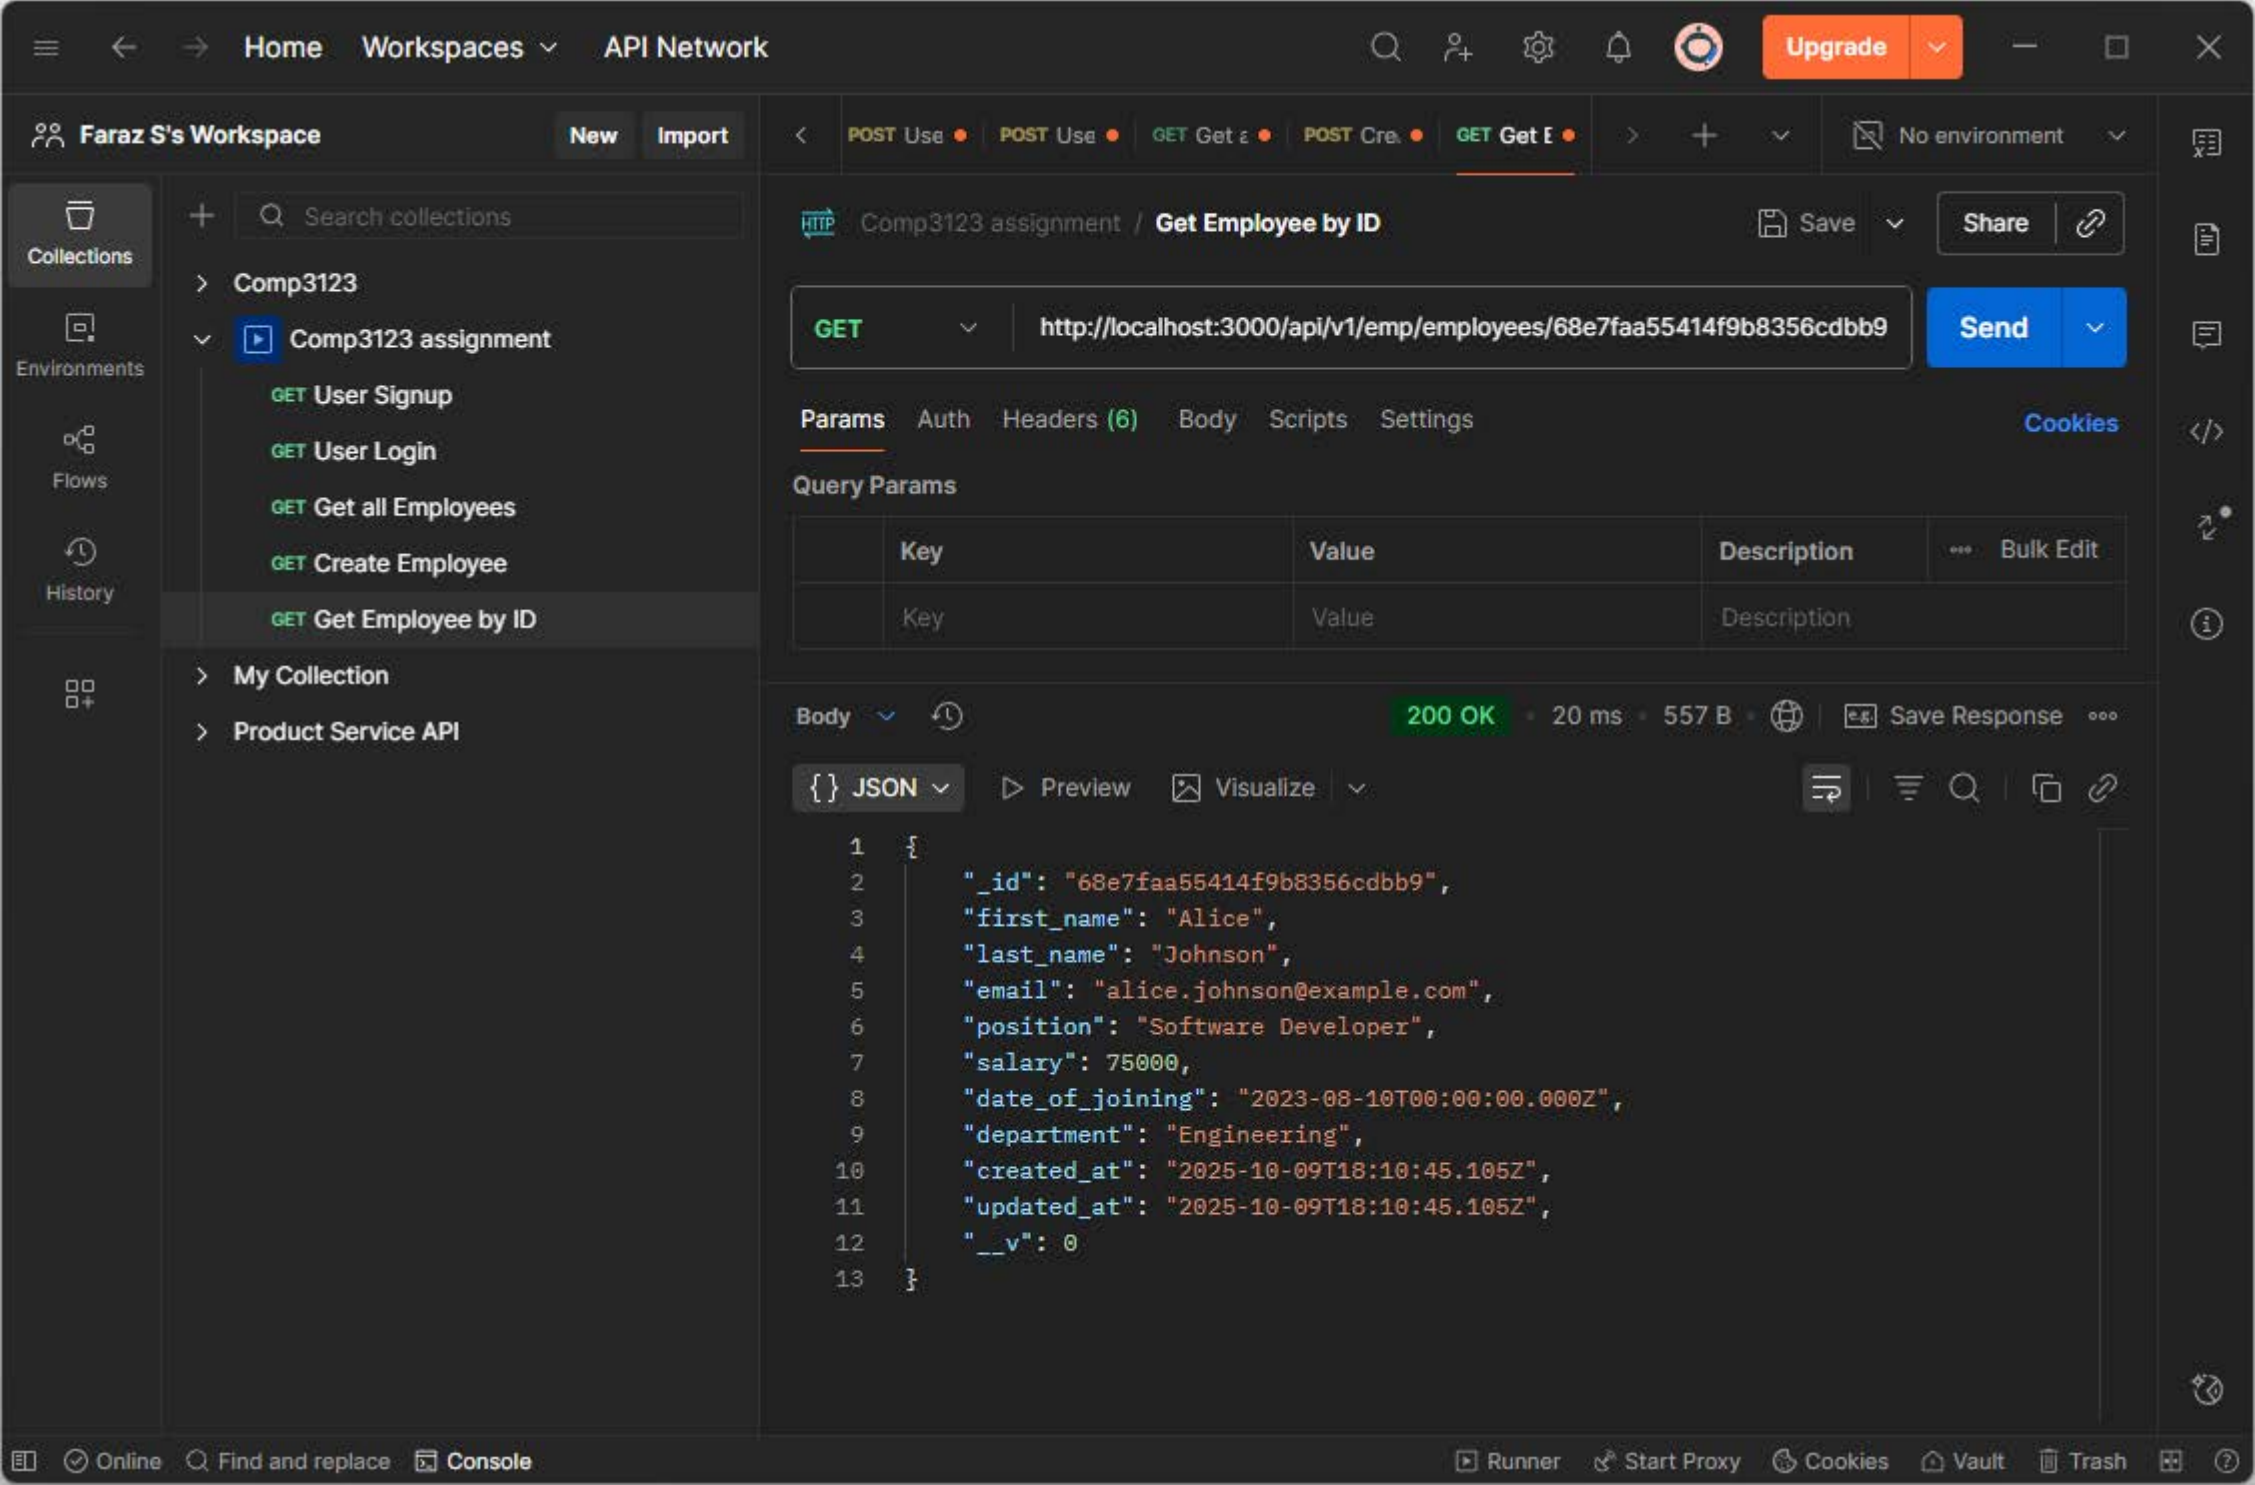 Home Workspaces API Network Upgrade
Faraz S's Workspace New Import
POST Use POST Use GET Get POST Cre. GET Get E No environment
Collections
Environments
Flows
History
Search collections
Comp3123
Comp3123 assignment
GET User Signup
GET User Login
GET Get all Employees
GET Create Employee
GET Get Employee by ID
My Collection
Product Service API
HTTP Comp3123 assignment / Get Employee by ID Save Share
GET http://localhost:3000/api/v1/emp/employees/68e7faa55414f9b8356cdbb9 Send
Params Auth Headers (6) Body Scripts Settings Cookies
Query Params
Key Value Description Bulk Edit
Key Value Description
Body 200 OK 20 ms 557 B e.g. Save Response
{} JSON Preview Visualize
1 {
2 "_id": "68e7faa55414f9b8356cdbb9",
3 "first_name": "Alice",
4 "last_name": "Johnson",
5 "email": "alice.johnson@example.com",
6 "position": "Software Developer",
7 "salary": 75000,
8 "date_of_joining": "2023-08-10T00:00:00.000Z",
9 "department": "Engineering",
10 "created_at": "2025-10-09T18:10:45.105Z",
11 "updated_at": "2025-10-09T18:10:45.105Z",
12 "__v": 0
13 }
Online Find and replace Console Runner Start Proxy Cookies Vault Trash